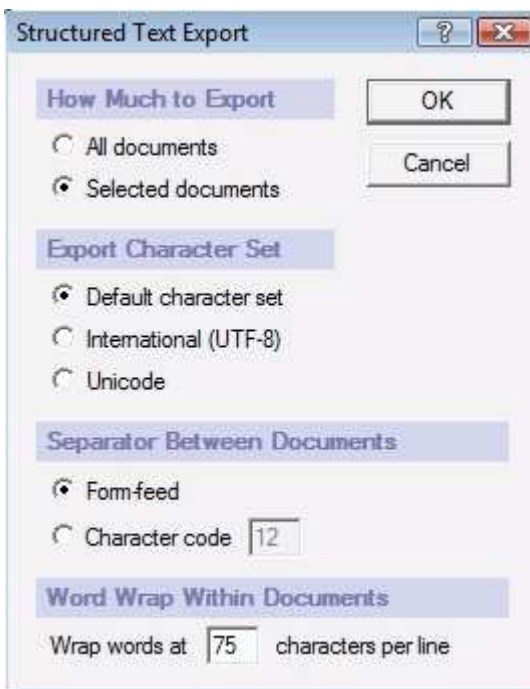 Structured Text Export
How Much to Export
OK
All documents
Cancel
Selected documents
Export Character Set
Default character set
International (UTF-8)
Unicode
Separator Between Documents
Form-feed
Character code 12
Word Wrap Within Documents
Wrap words at 75 characters per line